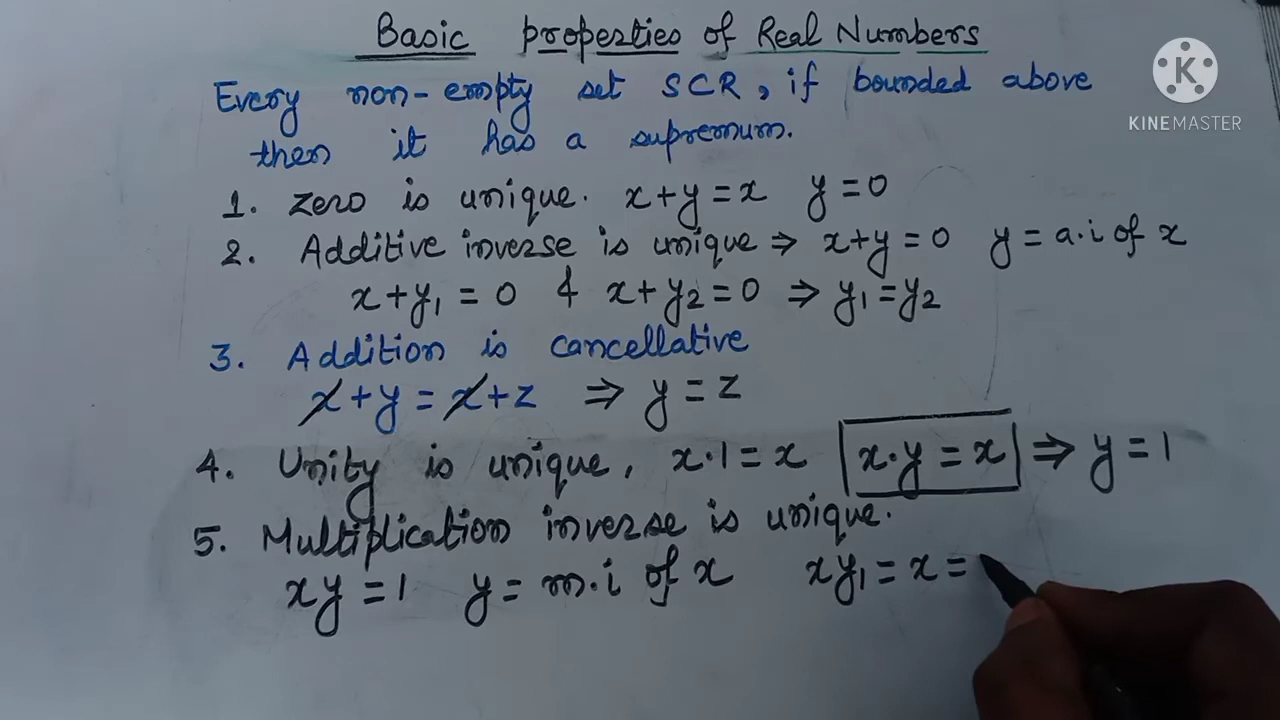 Basic properties of Real Numbers
Every non-empty set S⊂R, if bounded above
then it has a supremum.
1. Zero is unique. x+y=x y=0
2. Additive inverse is unique ⇒ x+y=0 y=a.i of x
x+y₁=0 & x+y₂=0 ⇒ y₁=y₂
3. Addition is cancellative
x+y=x+z ⇒ y=z
4. Unity is unique, x·1=x x·y=x ⇒ y=1
5. Multiplication inverse is unique.
xy=1 y=m.i of x xy₁=x=
K
KINEMASTER